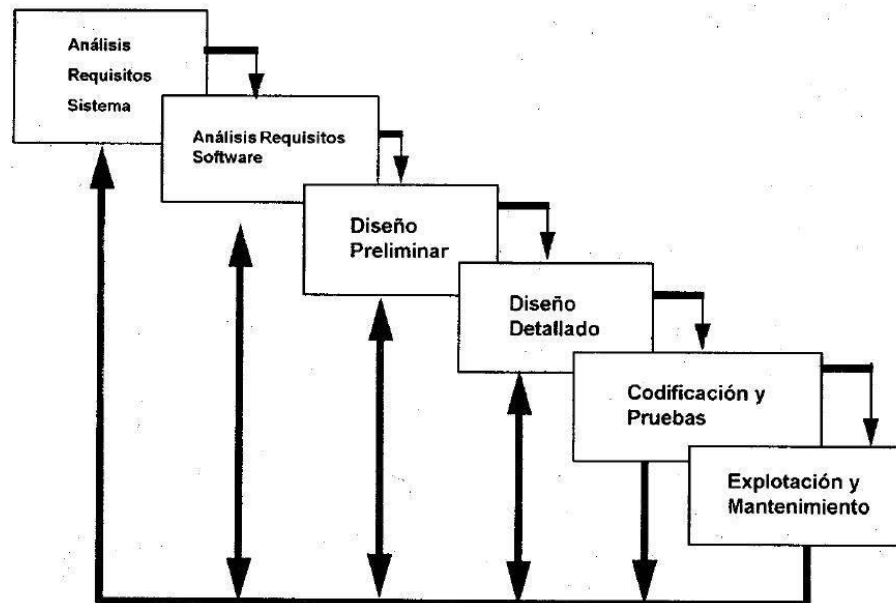 Análisis
Requisitos
Sistema
Análisis Requisitos
Software
Diseño
Preliminar
Diseño
Detallado
Codificación y
Pruebas
Explotación y
Mantenimiento